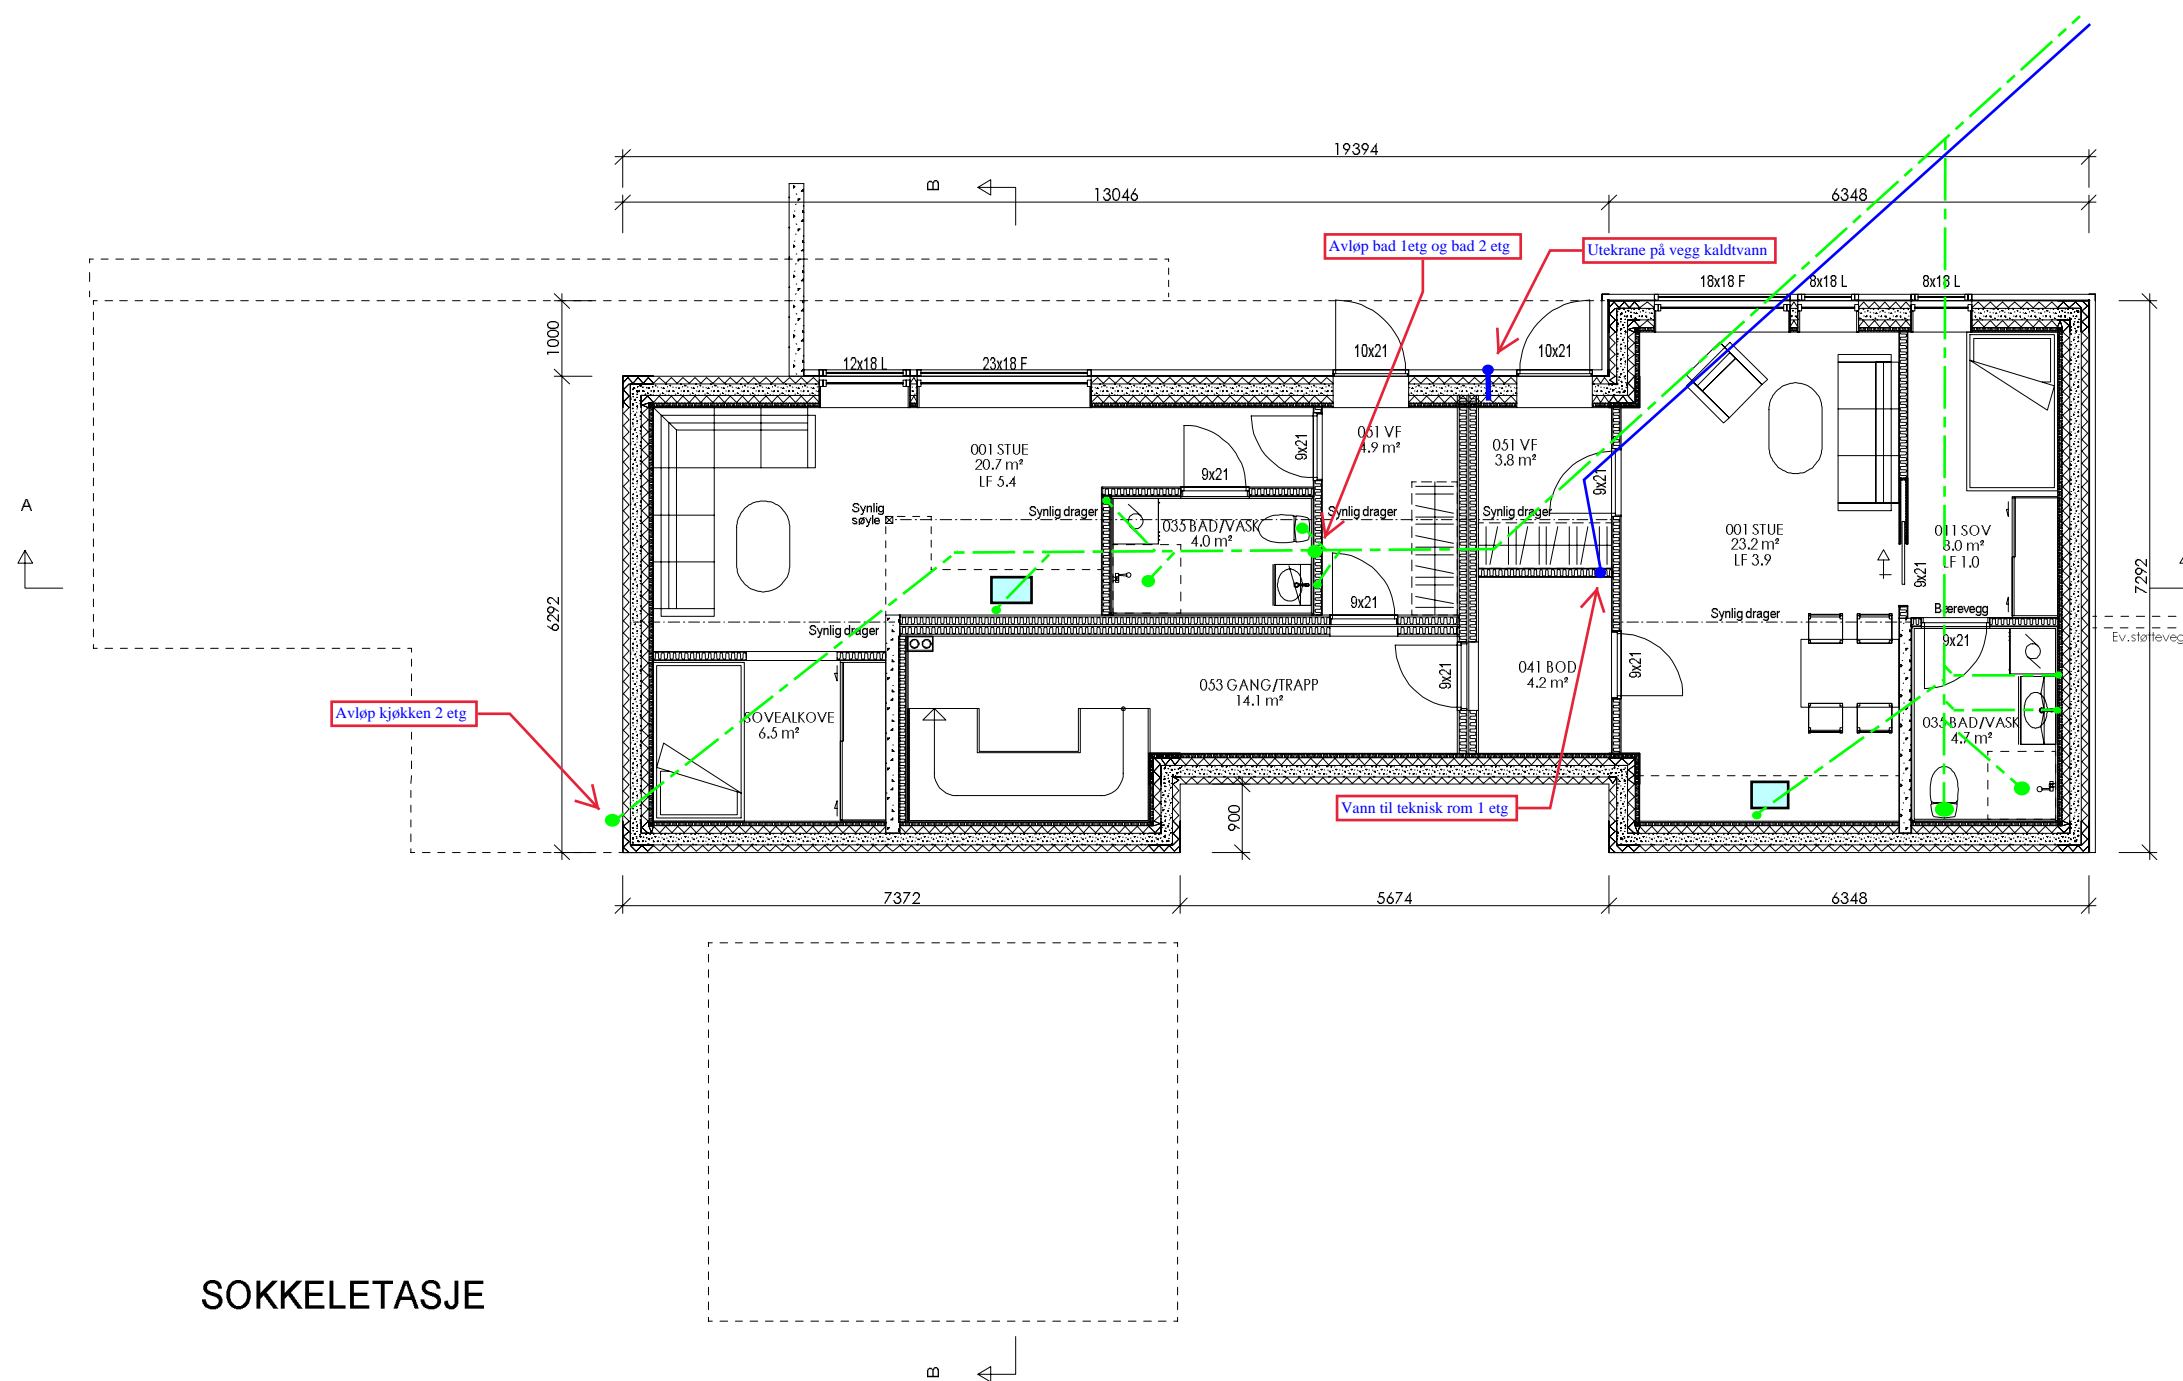 19394
B
13046
6348
Avløp bad 1etg og bad 2 etg
Utekrane på vegg kaldtvann
18x18 F
8x18 L
8x18 L
1000
12x18 L
23x18 F
10x21
10x21
9x21
061 VF
4.9 m²
051 VF
3.8 m²
001 STUE
20.7 m²
LF 5.4
9x21
9x21
A
Synlig
søyle
Synlig drager
035 BAD/VASK
4.0 m²
Synlig drager
Synlig drager
001 STUE
23.2 m²
LF 3.9
011 SOV
8.0 m²
LF 1.0
9x21
7292
6292
9x21
Synlig drager
Synlig drager
Bærevegg
Ev.støtteveg
9x21
9x21
9x21
041 BOD
4.2 m²
053 GANG/TRAPP
14.1 m²
Avløp kjøkken 2 etg
SOVEALKOVE
6.5 m²
035 BAD/VASK
4.7 m²
Vann til teknisk rom 1 etg
900
7372
5674
6348
SOKKELETASJE
B